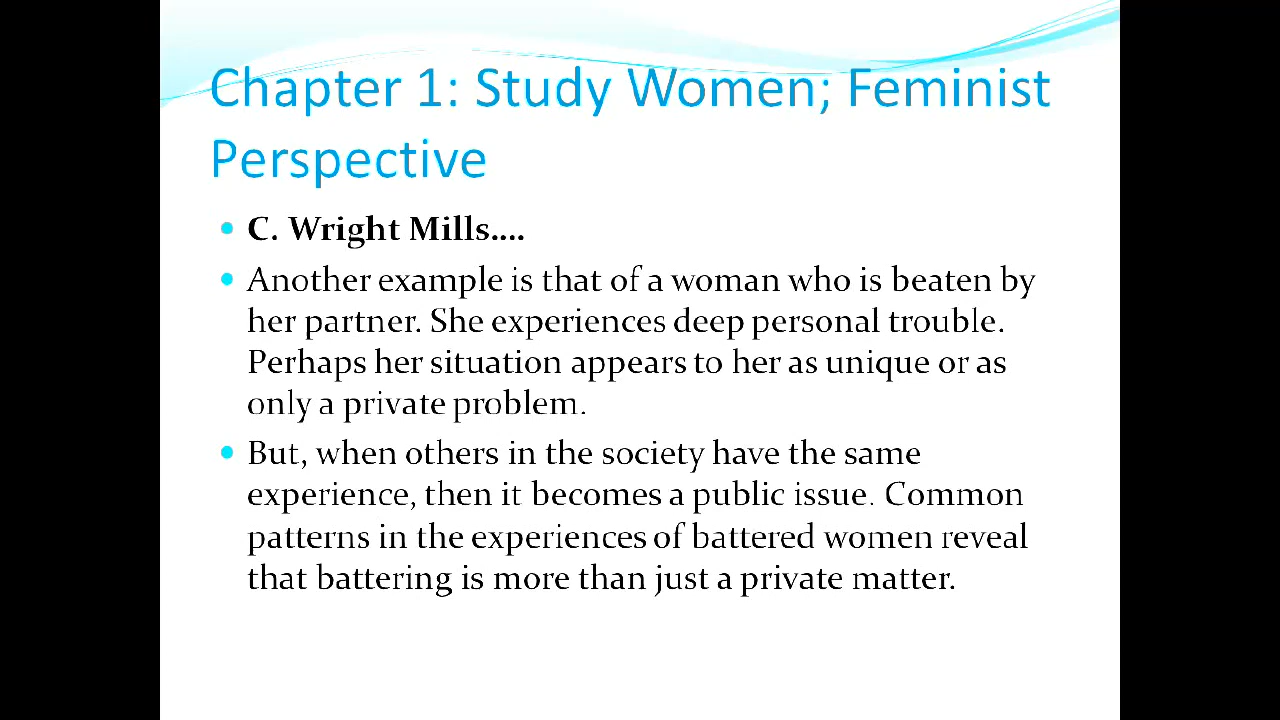 Chapter 1: Study Women; Feminist
Perspective
• C. Wright Mills....
• Another example is that of a woman who is beaten by
her partner. She experiences deep personal trouble.
Perhaps her situation appears to her as unique or as
only a private problem.
• But, when others in the society have the same
experience, then it becomes a public issue. Common
patterns in the experiences of battered women reveal
that battering is more than just a private matter.